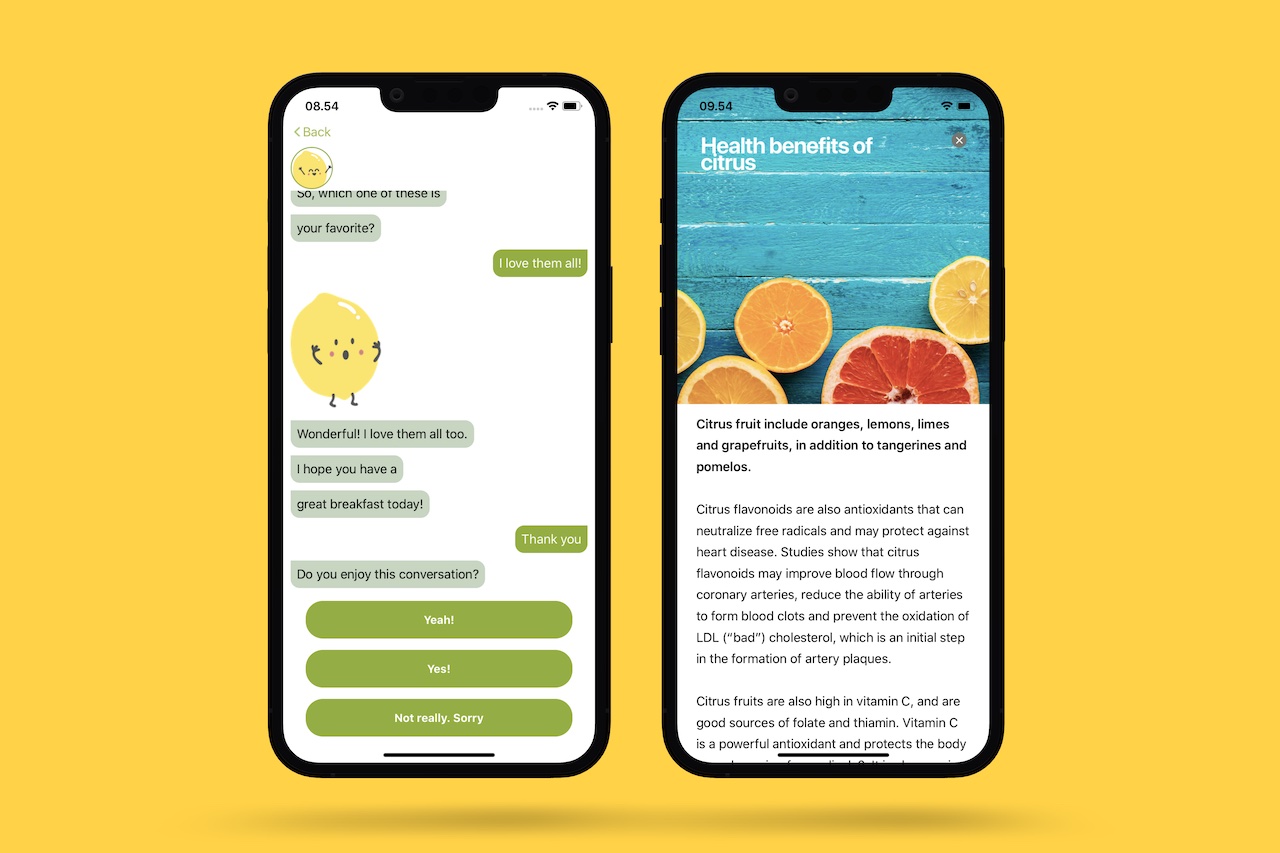 08.54
Back
So, which one of these is
your favorite?
I love them all!
Wonderful! I love them all too.
I hope you have a
great breakfast today!
Thank you
Do you enjoy this conversation?
Yeah!
Yes!
Not really. Sorry
09.54
Health benefits of
citrus
Citrus fruit include oranges, lemons, limes
and grapefruits, in addition to tangerines and
pomelos.
Citrus flavonoids are also antioxidants that can
neutralize free radicals and may protect against
heart disease. Studies show that citrus
flavonoids may improve blood flow through
coronary arteries, reduce the ability of arteries
to form blood clots and prevent the oxidation of
LDL (“bad”) cholesterol, which is an initial step
in the formation of artery plaques.
Citrus fruits are also high in vitamin C, and are
good sources of folate and thiamin. Vitamin C
is a powerful antioxidant and protects the body